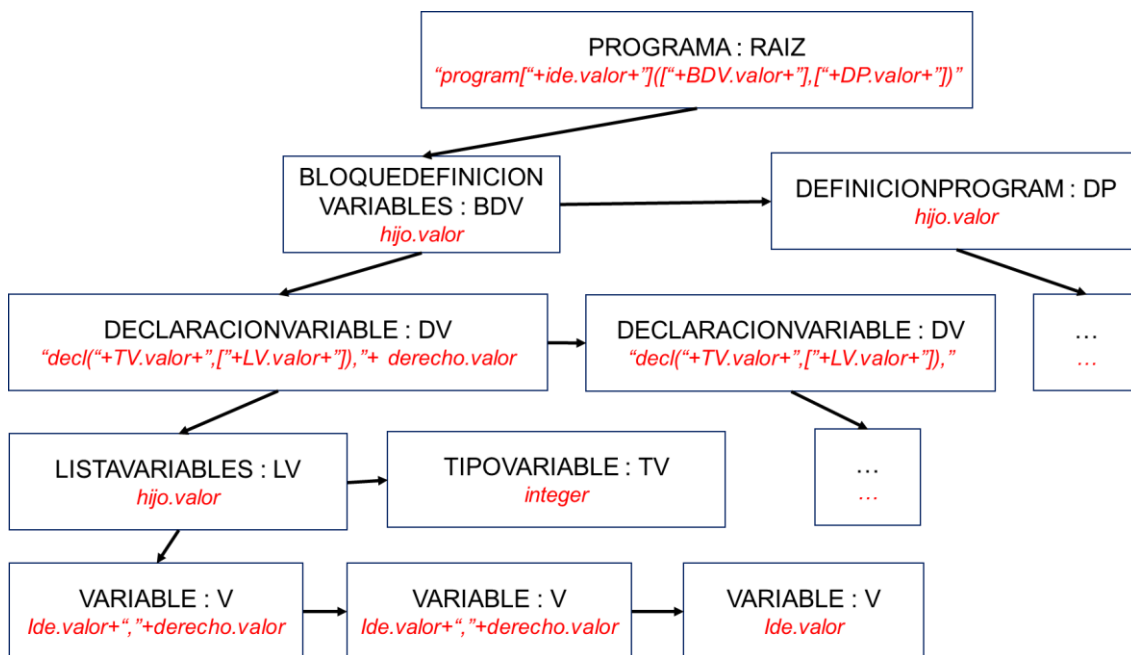 PROGRAMA : RAIZ
“program[“+ide.valor+”]([“+BDV.valor+”],[“+DP.valor+”])”
BLOQUEDEFINICION
VARIABLES : BDV
hijo.valor
DEFINICIONPROGRAM : DP
hijo.valor
DECLARACIONVARIABLE : DV
“decl(“+TV.valor+”,[”+LV.valor+”]),”+ derecho.valor
DECLARACIONVARIABLE : DV
“decl(“+TV.valor+”,[”+LV.valor+”]),”
…
…
LISTAVARIABLES : LV
hijo.valor
TIPOVARIABLE : TV
integer
…
…
VARIABLE : V
Ide.valor+“,”+derecho.valor
VARIABLE : V
Ide.valor+“,”+derecho.valor
VARIABLE : V
Ide.valor